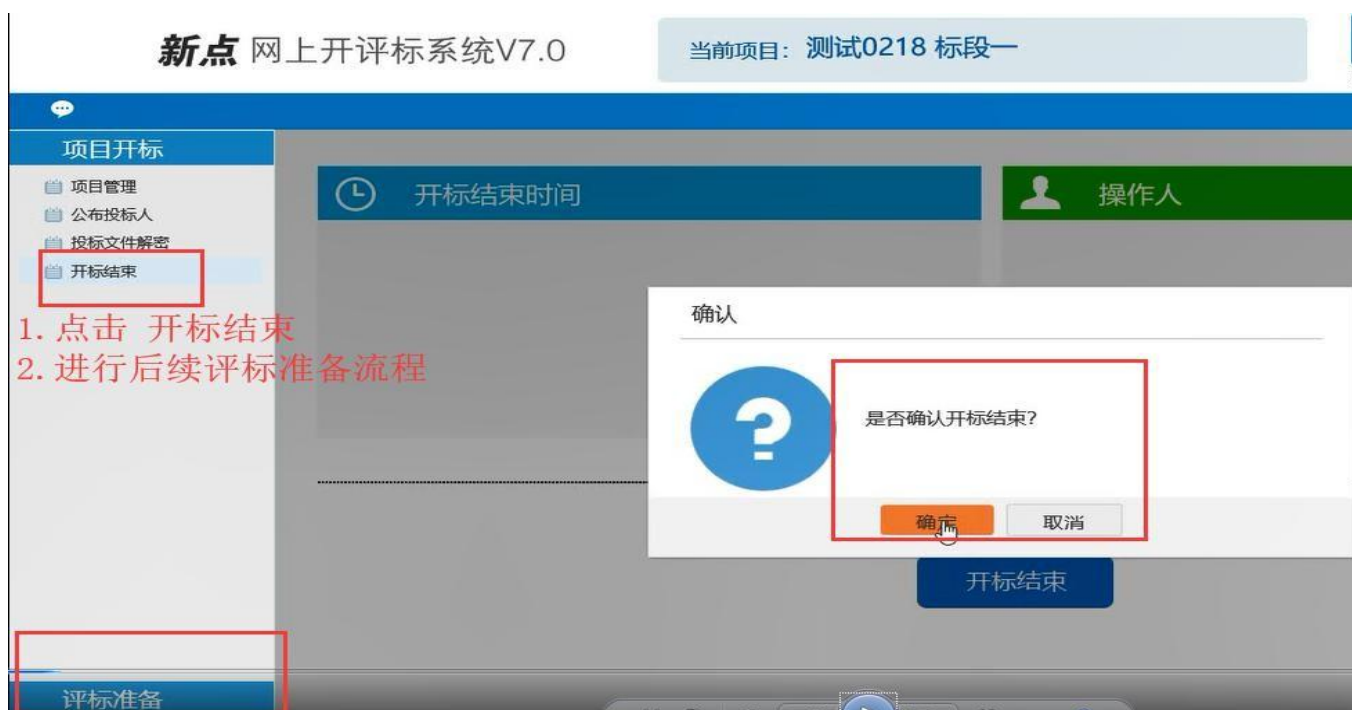 新点 网上开评标系统V7.0
当前项目: 测试0218 标段一
项目开标
项目管理
公布投标人
投标文件解密
开标结束
1.点击 开标结束
2.进行后续评标准备流程
开标结束时间
操作人
确认
是否确认开标结束?
确定
取消
开标结束
评标准备